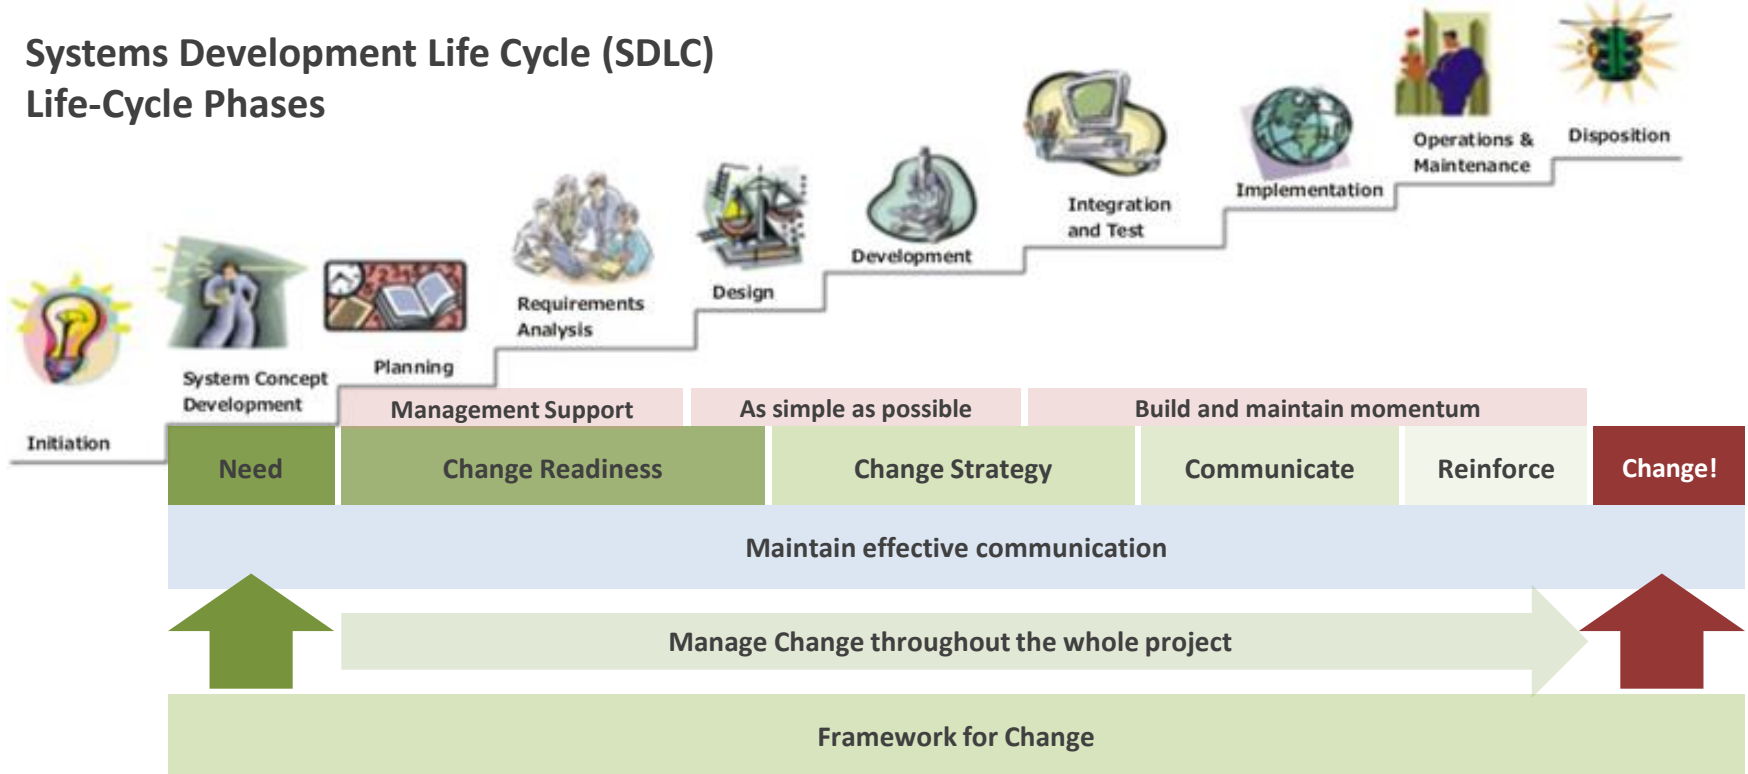 Systems Development Life Cycle (SDLC)
Life-Cycle Phases
Initiation
System Concept
Development
Planning
Requirements
Analysis
Design
Development
Integration
and Test
Implementation
Operations &
Maintenance
Disposition
Management Support
As simple as possible
Build and maintain momentum
Need
Change Readiness
Change Strategy
Communicate
Reinforce
Change!
Maintain effective communication
Manage Change throughout the whole project
Framework for Change